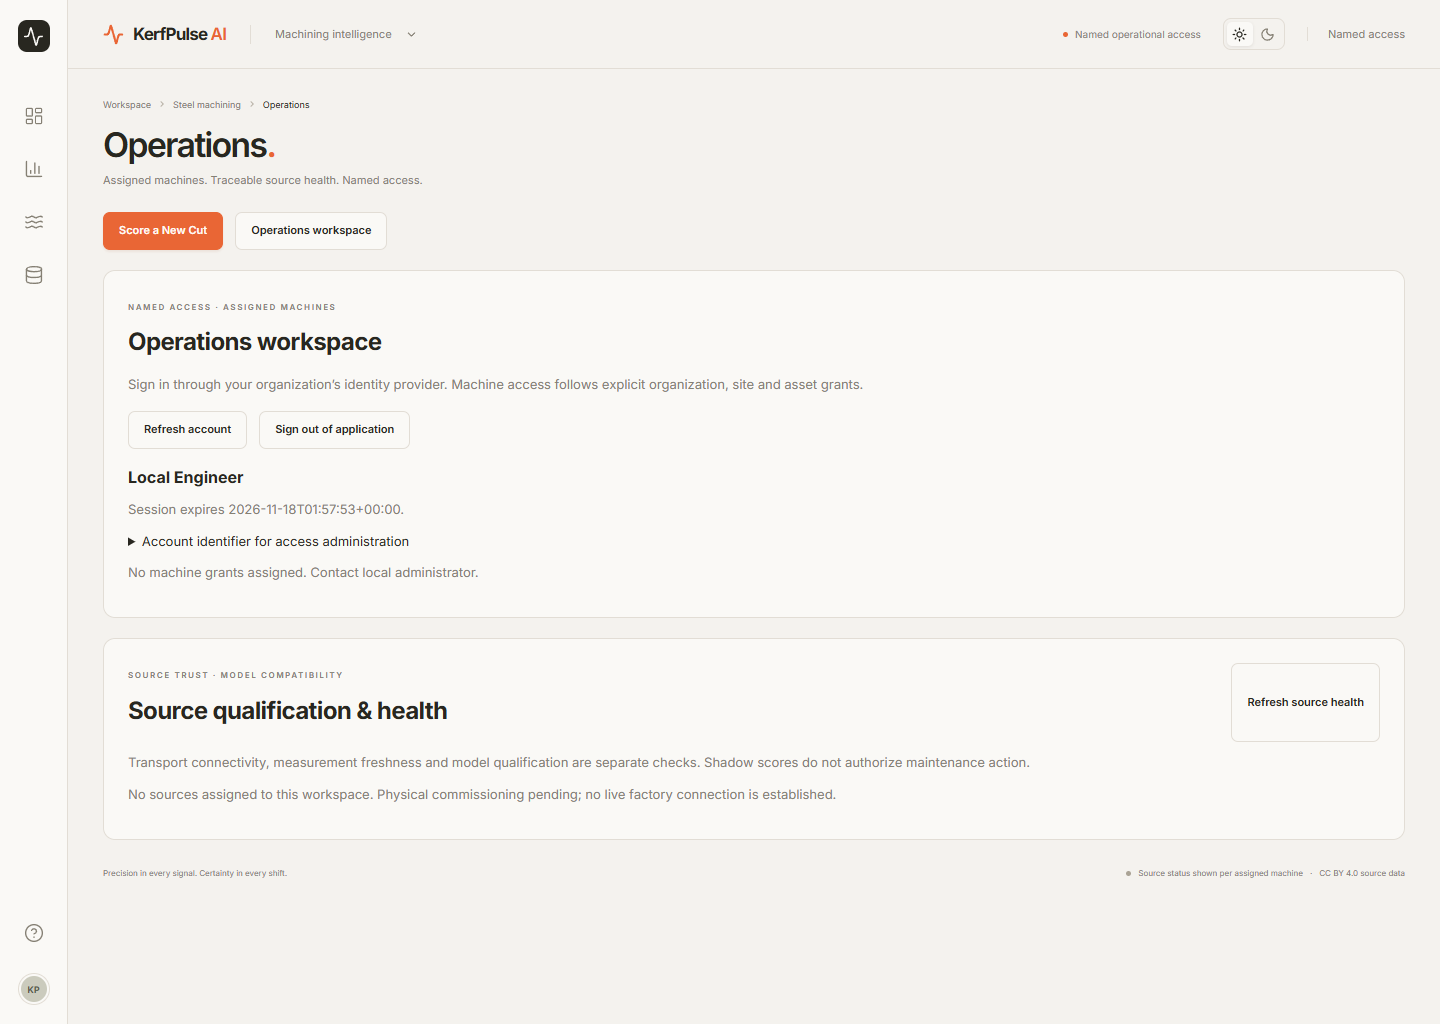 KerfPulse AI
Machining intelligence
Named operational access
Named access
Workspace > Steel machining > Operations
Operations.
Assigned machines. Traceable source health. Named access.
Score a New Cut
Operations workspace
NAMED ACCESS · ASSIGNED MACHINES
Operations workspace
Sign in through your organization’s identity provider. Machine access follows explicit organization, site and asset grants.
Refresh account
Sign out of application
Local Engineer
Session expires 2026-11-18T01:57:53+00:00.
Account identifier for access administration
No machine grants assigned. Contact local administrator.
SOURCE TRUST · MODEL COMPATIBILITY
Source qualification & health
Refresh source health
Transport connectivity, measurement freshness and model qualification are separate checks. Shadow scores do not authorize maintenance action.
No sources assigned to this workspace. Physical commissioning pending; no live factory connection is established.
Precision in every signal. Certainty in every shift.
Source status shown per assigned machine · CC BY 4.0 source data
KP